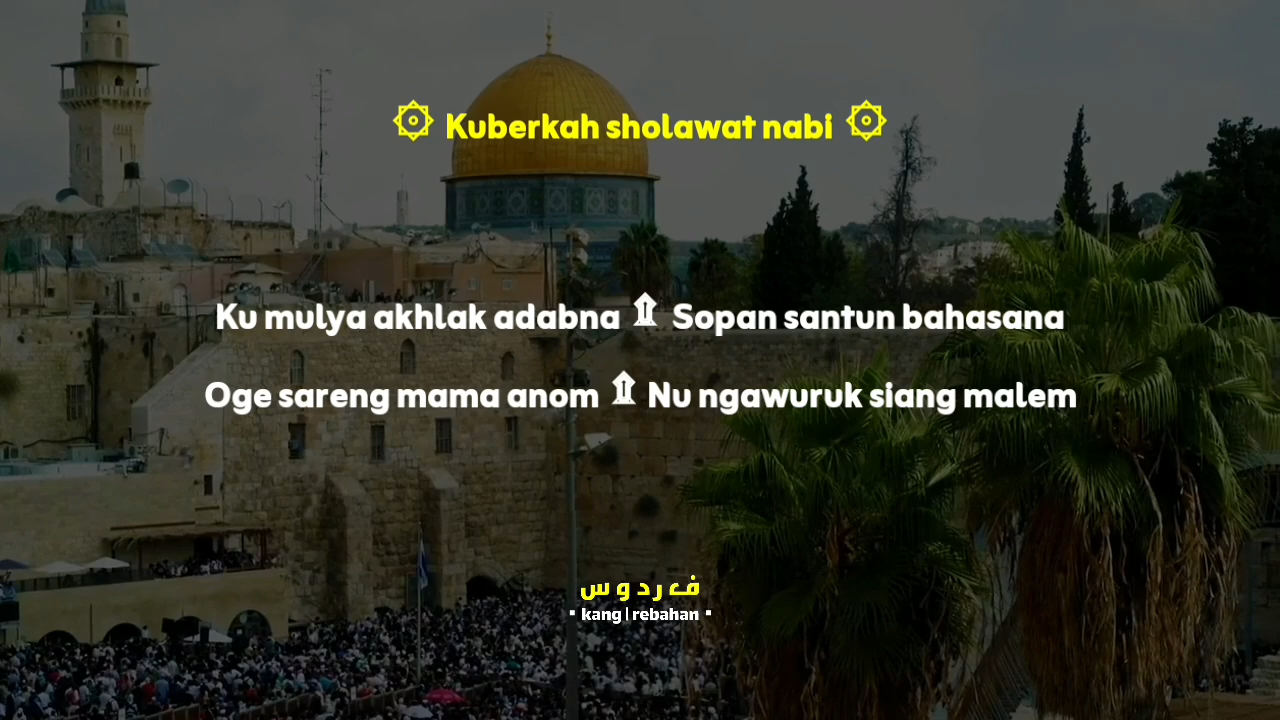 ۞ Kuberkah sholawat nabi ۞
Ku mulya akhlak adabna ۩ Sopan santun bahasana
Oge sareng mama anom ۩ Nu ngawuruk siang malem
فردوس
▪ kang | rebahan ▪